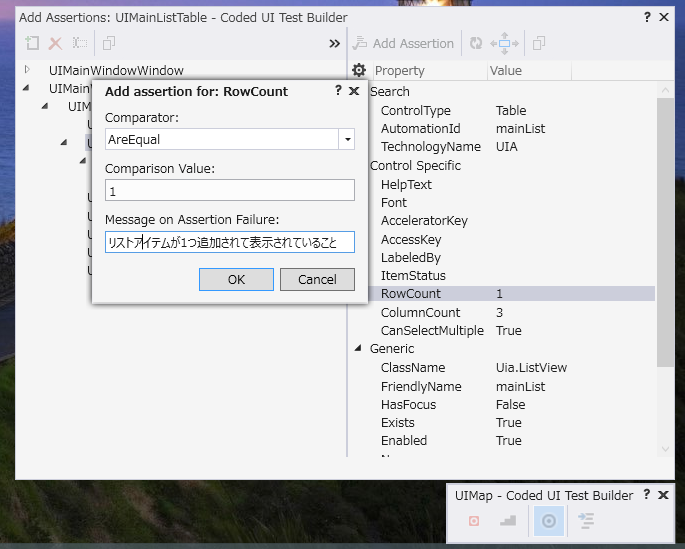 Add Assertions: UIMainListTable - Coded UI Test Builder
Add Assertion
Property Value
UIMainWindowWindow
Search
ControlType Table
AutomationId mainList
TechnologyName UIA
Control Specific
HelpText
Font
AcceleratorKey
AccessKey
LabeledBy
ItemStatus
RowCount 1
ColumnCount 3
CanSelectMultiple True
Generic
ClassName Uia.ListView
FriendlyName mainList
HasFocus False
Exists True
Enabled True
Add assertion for: RowCount
Comparator:
AreEqual
Comparison Value:
1
Message on Assertion Failure:
リストアイテムが1つ追加されて表示されていること
OK Cancel
UIMap - Coded UI Test Builder